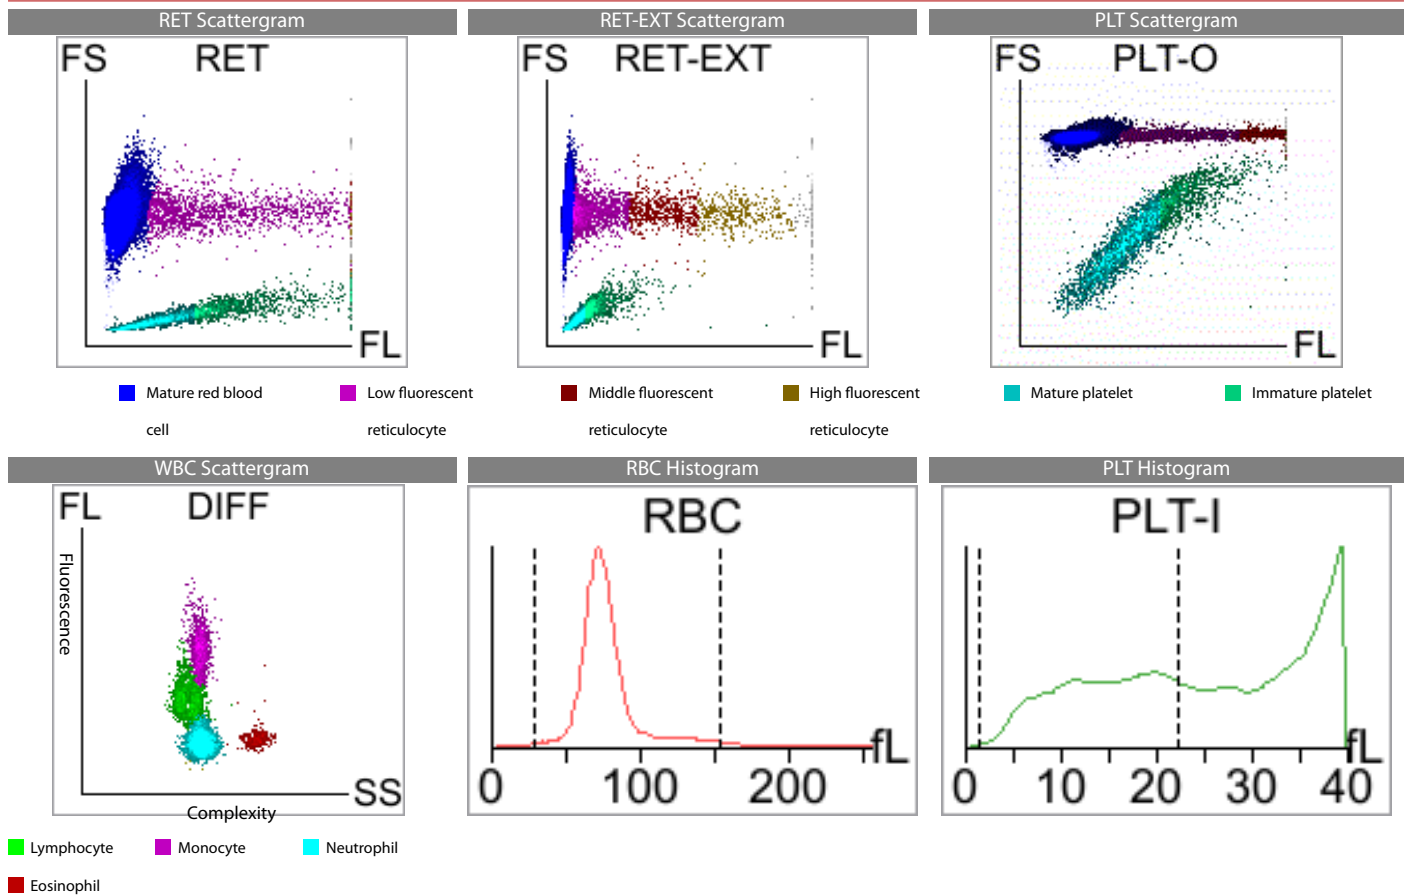 RET Scattergram
RET-EXT Scattergram
PLT Scattergram
FS RET
FL
FS RET-EXT
FL
FS PLT-O
FL
Mature red blood
cell
Low fluorescent
reticulocyte
Middle fluorescent
reticulocyte
High fluorescent
reticulocyte
Mature platelet
Immature platelet
WBC Scattergram
RBC Histogram
PLT Histogram
FL DIFF
Fluorescence
SS
Complexity
RBC
fL
0 100 200
PLT-I
fL
0 10 20 30 40
Lymphocyte
Monocyte
Neutrophil
Eosinophil